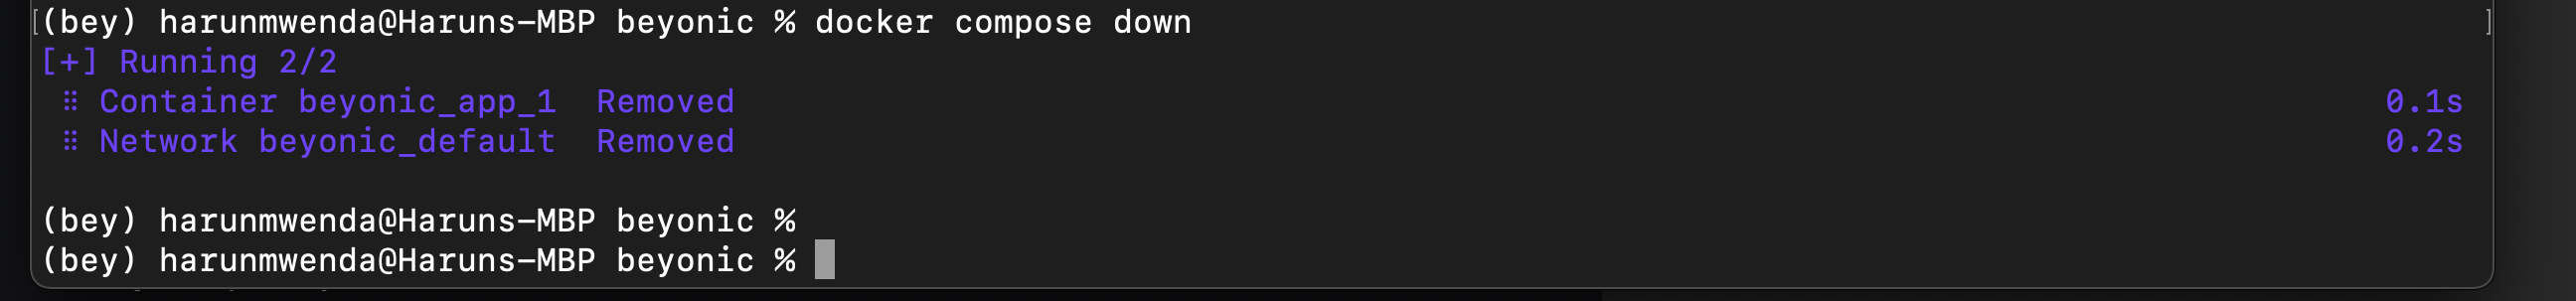 [(bey) harunmwenda@Haruns-MBP beyonic % docker compose down ]
[+] Running 2/2
⠿ Container beyonic_app_1  Removed 0.1s
⠿ Network beyonic_default  Removed 0.2s
(bey) harunmwenda@Haruns-MBP beyonic %
(bey) harunmwenda@Haruns-MBP beyonic %